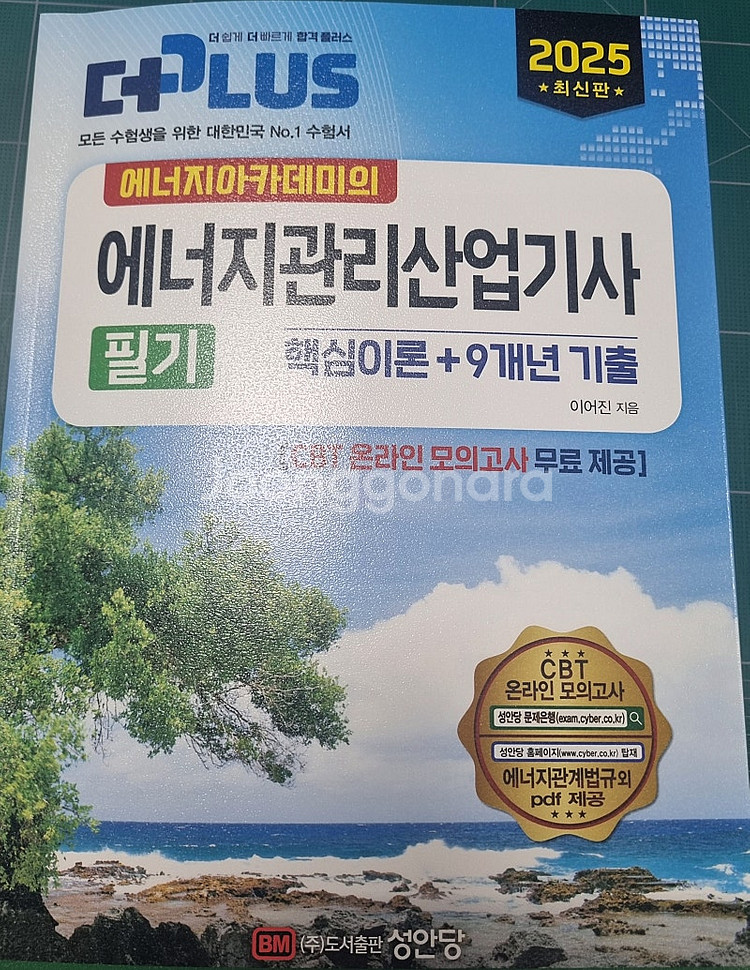 더 쉽게 더 빠르게 합격 플러스
더PLUS
모든 수험생을 위한 대한민국 No.1 수험서
2025
★최신판★
에너지아카데미의
에너지관리산업기사
필기
핵심이론 + 9개년 기출
이어진 지음
[CBT 온라인 모의고사 무료 제공]
joonggonara
CBT
온라인 모의고사
성안당 문제은행(exam.cyber.co.kr)
성안당 홈페이지(www.cyber.co.kr) 탑재
에너지관계법규외
pdf 제공
BM (주)도서출판 성안당